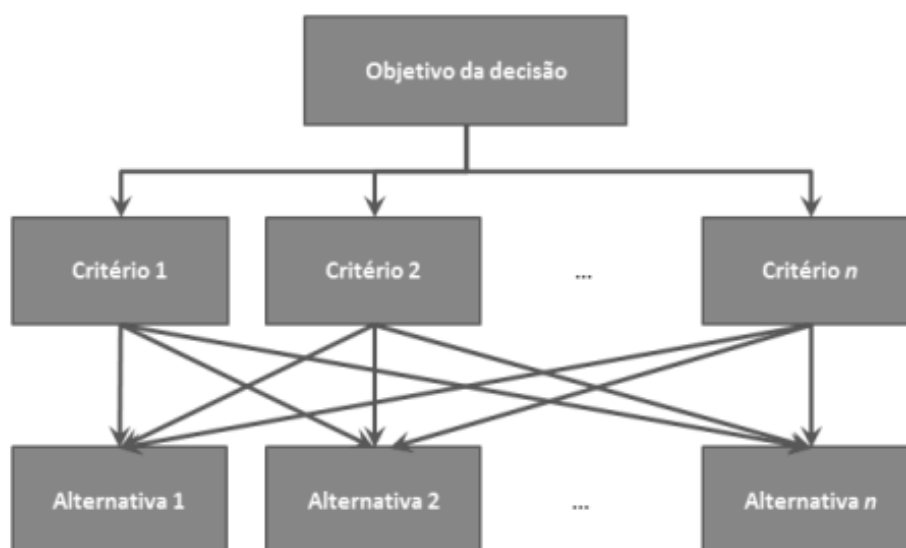 Objetivo da decisão
Critério 1
Critério 2
...
Critério n
Alternativa 1
Alternativa 2
...
Alternativa n